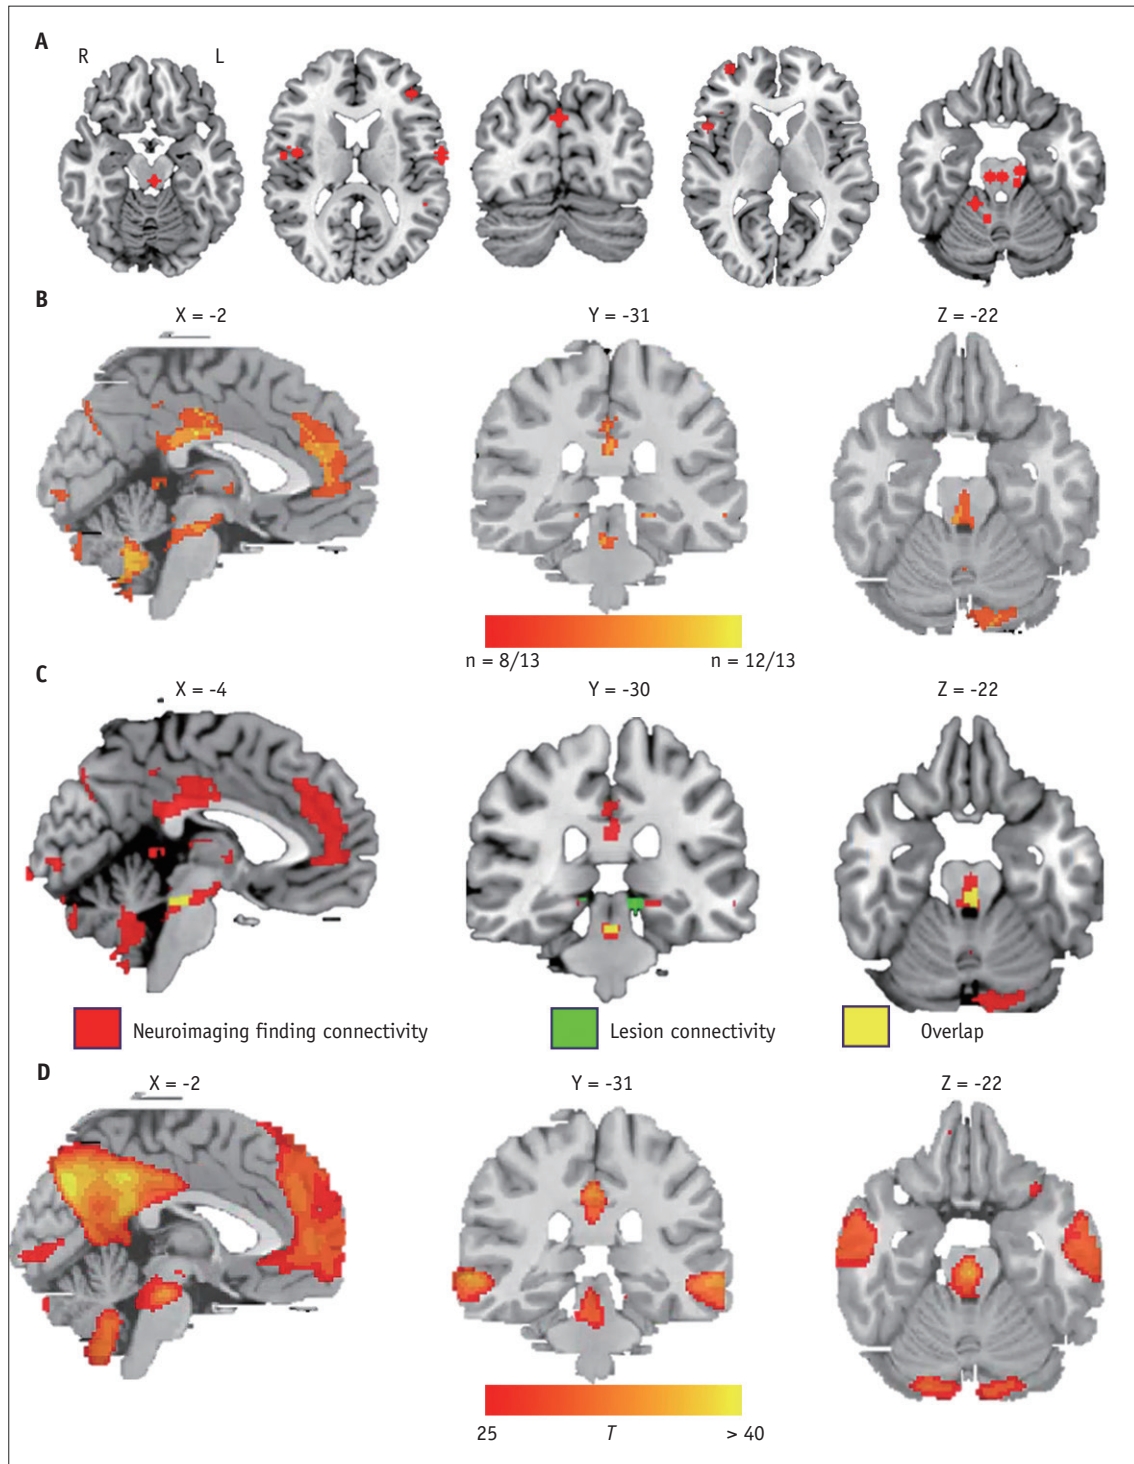 A
R L
B
X = -2 Y = -31 Z = -22
n = 8/13 n = 12/13
C
X = -4 Y = -30 Z = -22
Neuroimaging finding connectivity Lesion connectivity Overlap
D
X = -2 Y = -31 Z = -22
25 T > 40